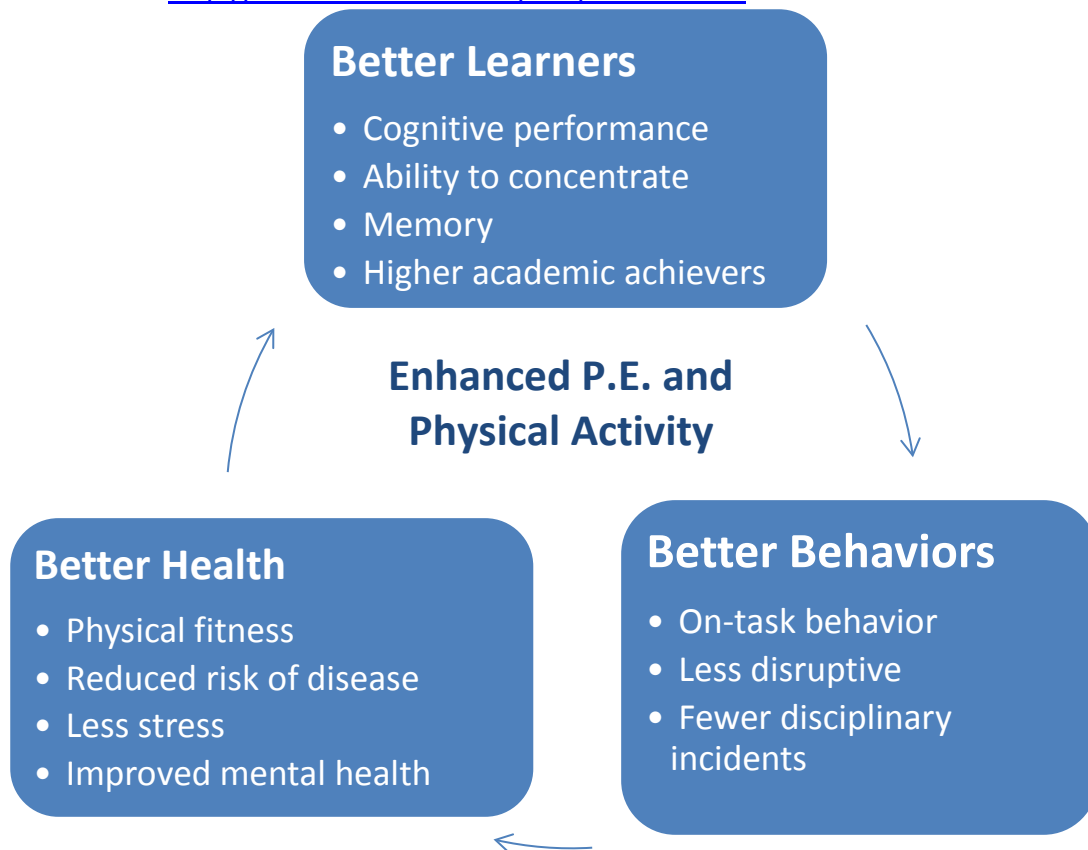 Better Learners
• Cognitive performance
• Ability to concentrate
• Memory
• Higher academic achievers
Enhanced P.E. and
Physical Activity
Better Health
• Physical fitness
• Reduced risk of disease
• Less stress
• Improved mental health
Better Behaviors
• On-task behavior
• Less disruptive
• Fewer disciplinary
incidents